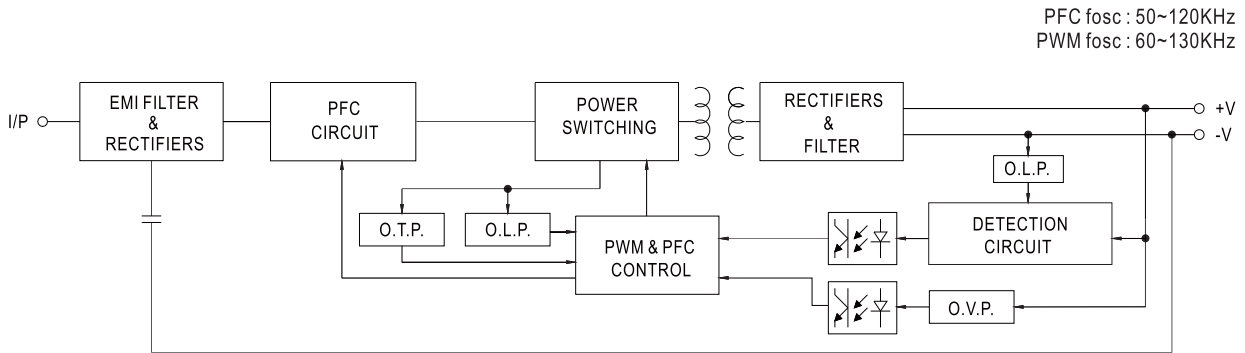 PFC fosc : 50~120KHz
PWM fosc : 60~130KHz
I/P
EMI FILTER
&
RECTIFIERS
PFC
CIRCUIT
POWER
SWITCHING
RECTIFIERS
&
FILTER
+V
-V
O.L.P.
O.T.P.
O.L.P.
PWM & PFC
CONTROL
DETECTION
CIRCUIT
O.V.P.